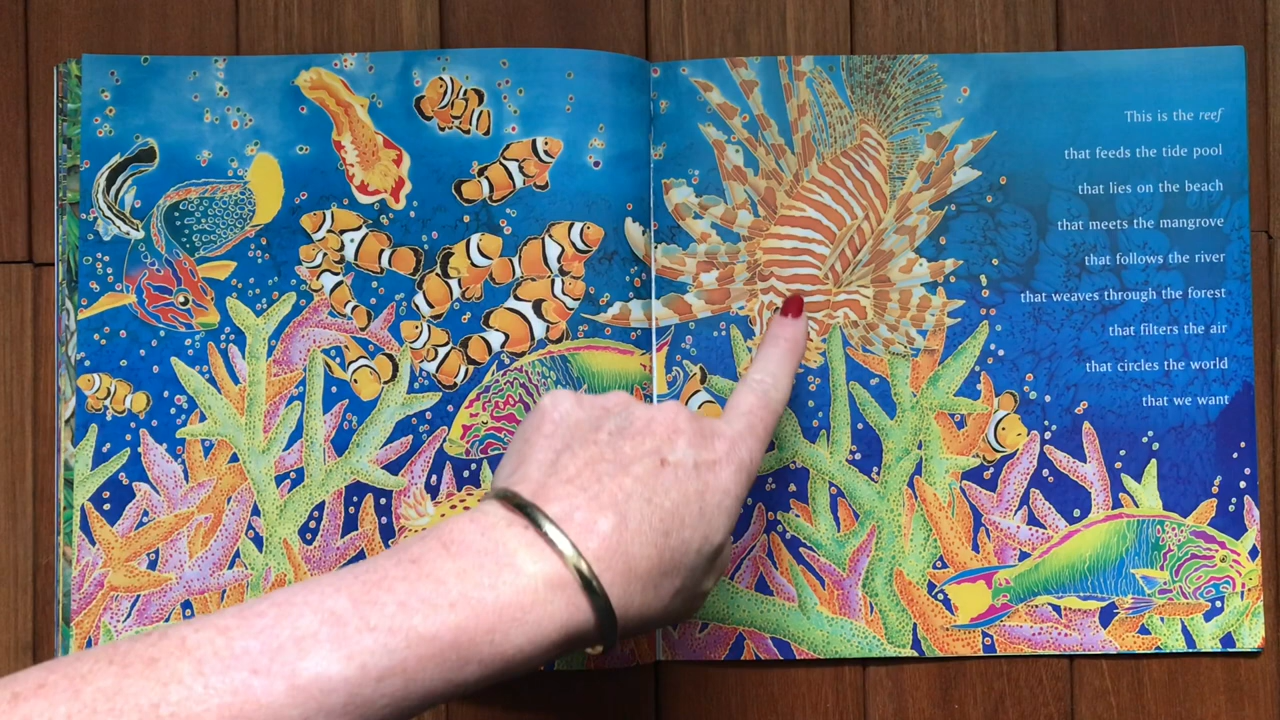 This is the reef
that feeds the tide pool
that lies on the beach
that meets the mangrove
that follows the river
that weaves through the forest
that filters the air
that circles the world
that we want